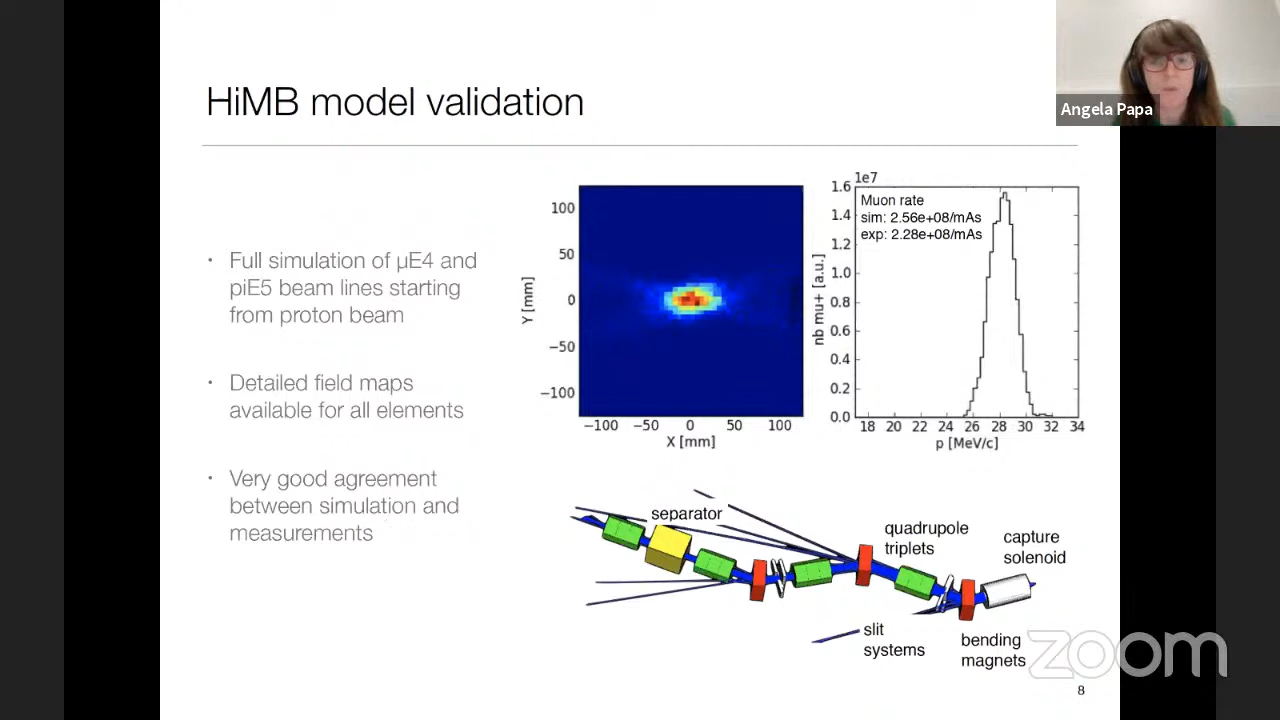 HiMB model validation
Angela Papa
• Full simulation of µE4 and
piE5 beam lines starting
from proton beam
• Detailed field maps
available for all elements
• Very good agreement
between simulation and
measurements
100
50
0
−50
−100
Y [mm]
−100 −50 0 50 100
X [mm]
1e7
1.6
1.4
1.2
1.0
0.8
0.6
0.4
0.2
0.0
nb mu+ [a.u.]
Muon rate
sim: 2.56e+08/mAs
exp: 2.28e+08/mAs
18 20 22 24 26 28 30 32 34
p [MeV/c]
separator
quadrupole
triplets
capture
solenoid
slit
systems
bending
magnets
zoom
8